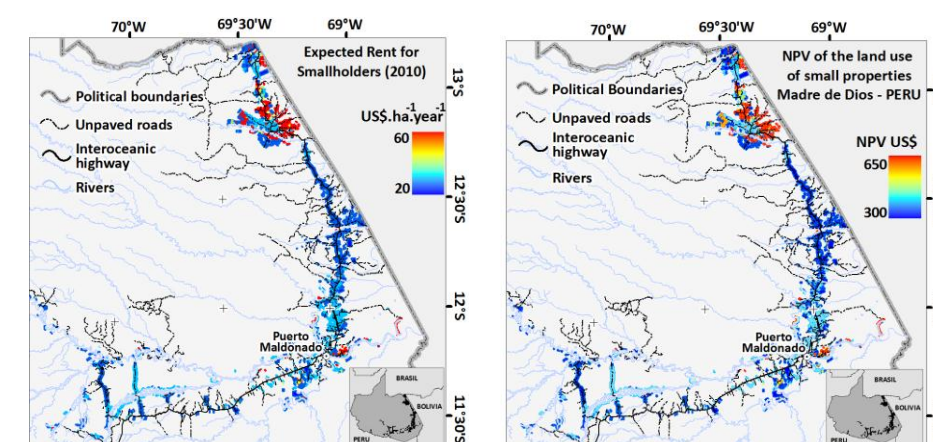 70°W 69°30'W 69°W
Expected Rent for
Smallholders (2010)
Political boundaries
Unpaved roads
Interoceanic
highway
Rivers
US$.ha.year
-1 -1
60
20
13°S
12°30'S
12°S
11°30'S
Puerto
Maldonado
BRASIL
BOLIVIA
PERU
70°W 69°30'W 69°W
NPV of the land use
of small properties
Madre de Dios - PERU
Political Boundaries
Unpaved roads
Interoceanic
highway
Rivers
NPV US$
650
300
Puerto
Maldonado
BRASIL
BOLIVIA
PERU